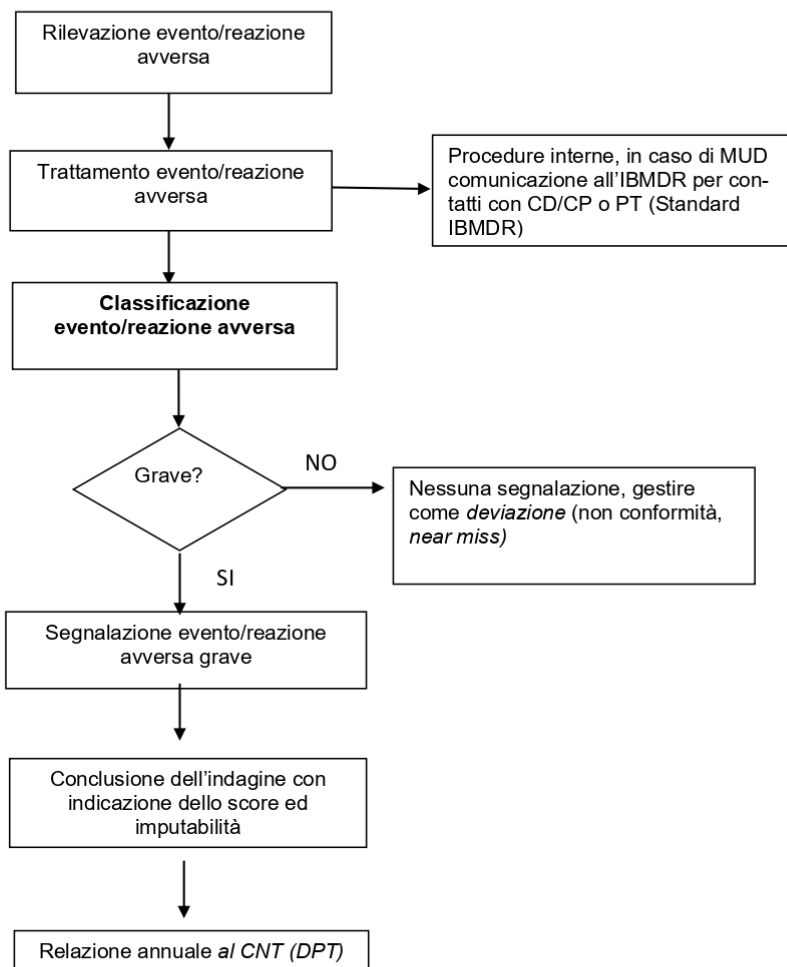 Rilevazione evento/reazione
avversa
Trattamento evento/reazione
avversa
Procedure interne, in caso di MUD
comunicazione all'IBMDR per con-
tatti con CD/CP o PT (Standard
IBMDR)
Classificazione
evento/reazione avversa
Grave?
NO
Nessuna segnalazione, gestire
come deviazione (non conformità,
near miss)
SI
Segnalazione evento/reazione
avversa grave
Conclusione dell'indagine con
indicazione dello score ed
imputabilità
Relazione annuale al CNT (DPT)